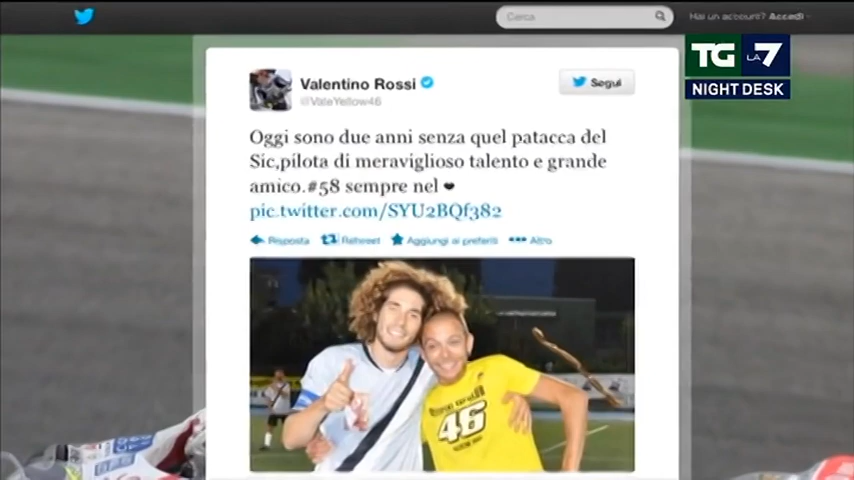 Cerca
Hai un account? Accedi
TG LA 7
NIGHT DESK
Valentino Rossi
@ValeYellow46
Segui
Oggi sono due anni senza quel patacca del
Sic,pilota di meraviglioso talento e grande
amico.#58 sempre nel ❤
pic.twitter.com/SYU2BQf382
Risposta Retweet Aggiungi ai preferiti Altro
46